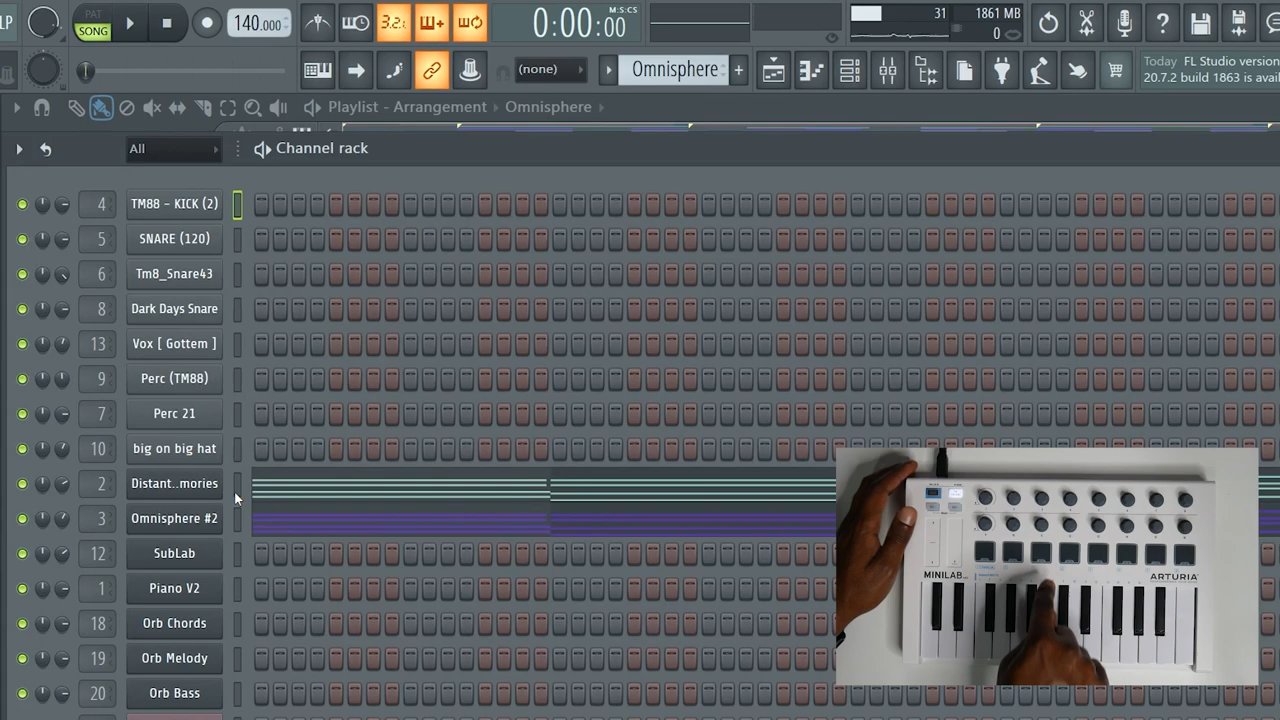 LP
PAT
SONG
140.000
3.2.
0:00:00
M:S:CS
31
1861 MB
0
(none)
Omnisphere
Today FL Studio version
20.7.2 build 1863 is avai
Playlist - Arrangement › Omnisphere ›
All
Channel rack
4 TM88 - KICK (2)
5 SNARE (120)
6 Tm8_Snare43
8 Dark Days Snare
13 Vox [ Gottem ]
9 Perc (TM88)
7 Perc 21
10 big on big hat
2 Distant..mories
3 Omnisphere #2
12 SubLab
1 Piano V2
18 Orb Chords
19 Orb Melody
20 Orb Bass
MINILAB
ARTURIA